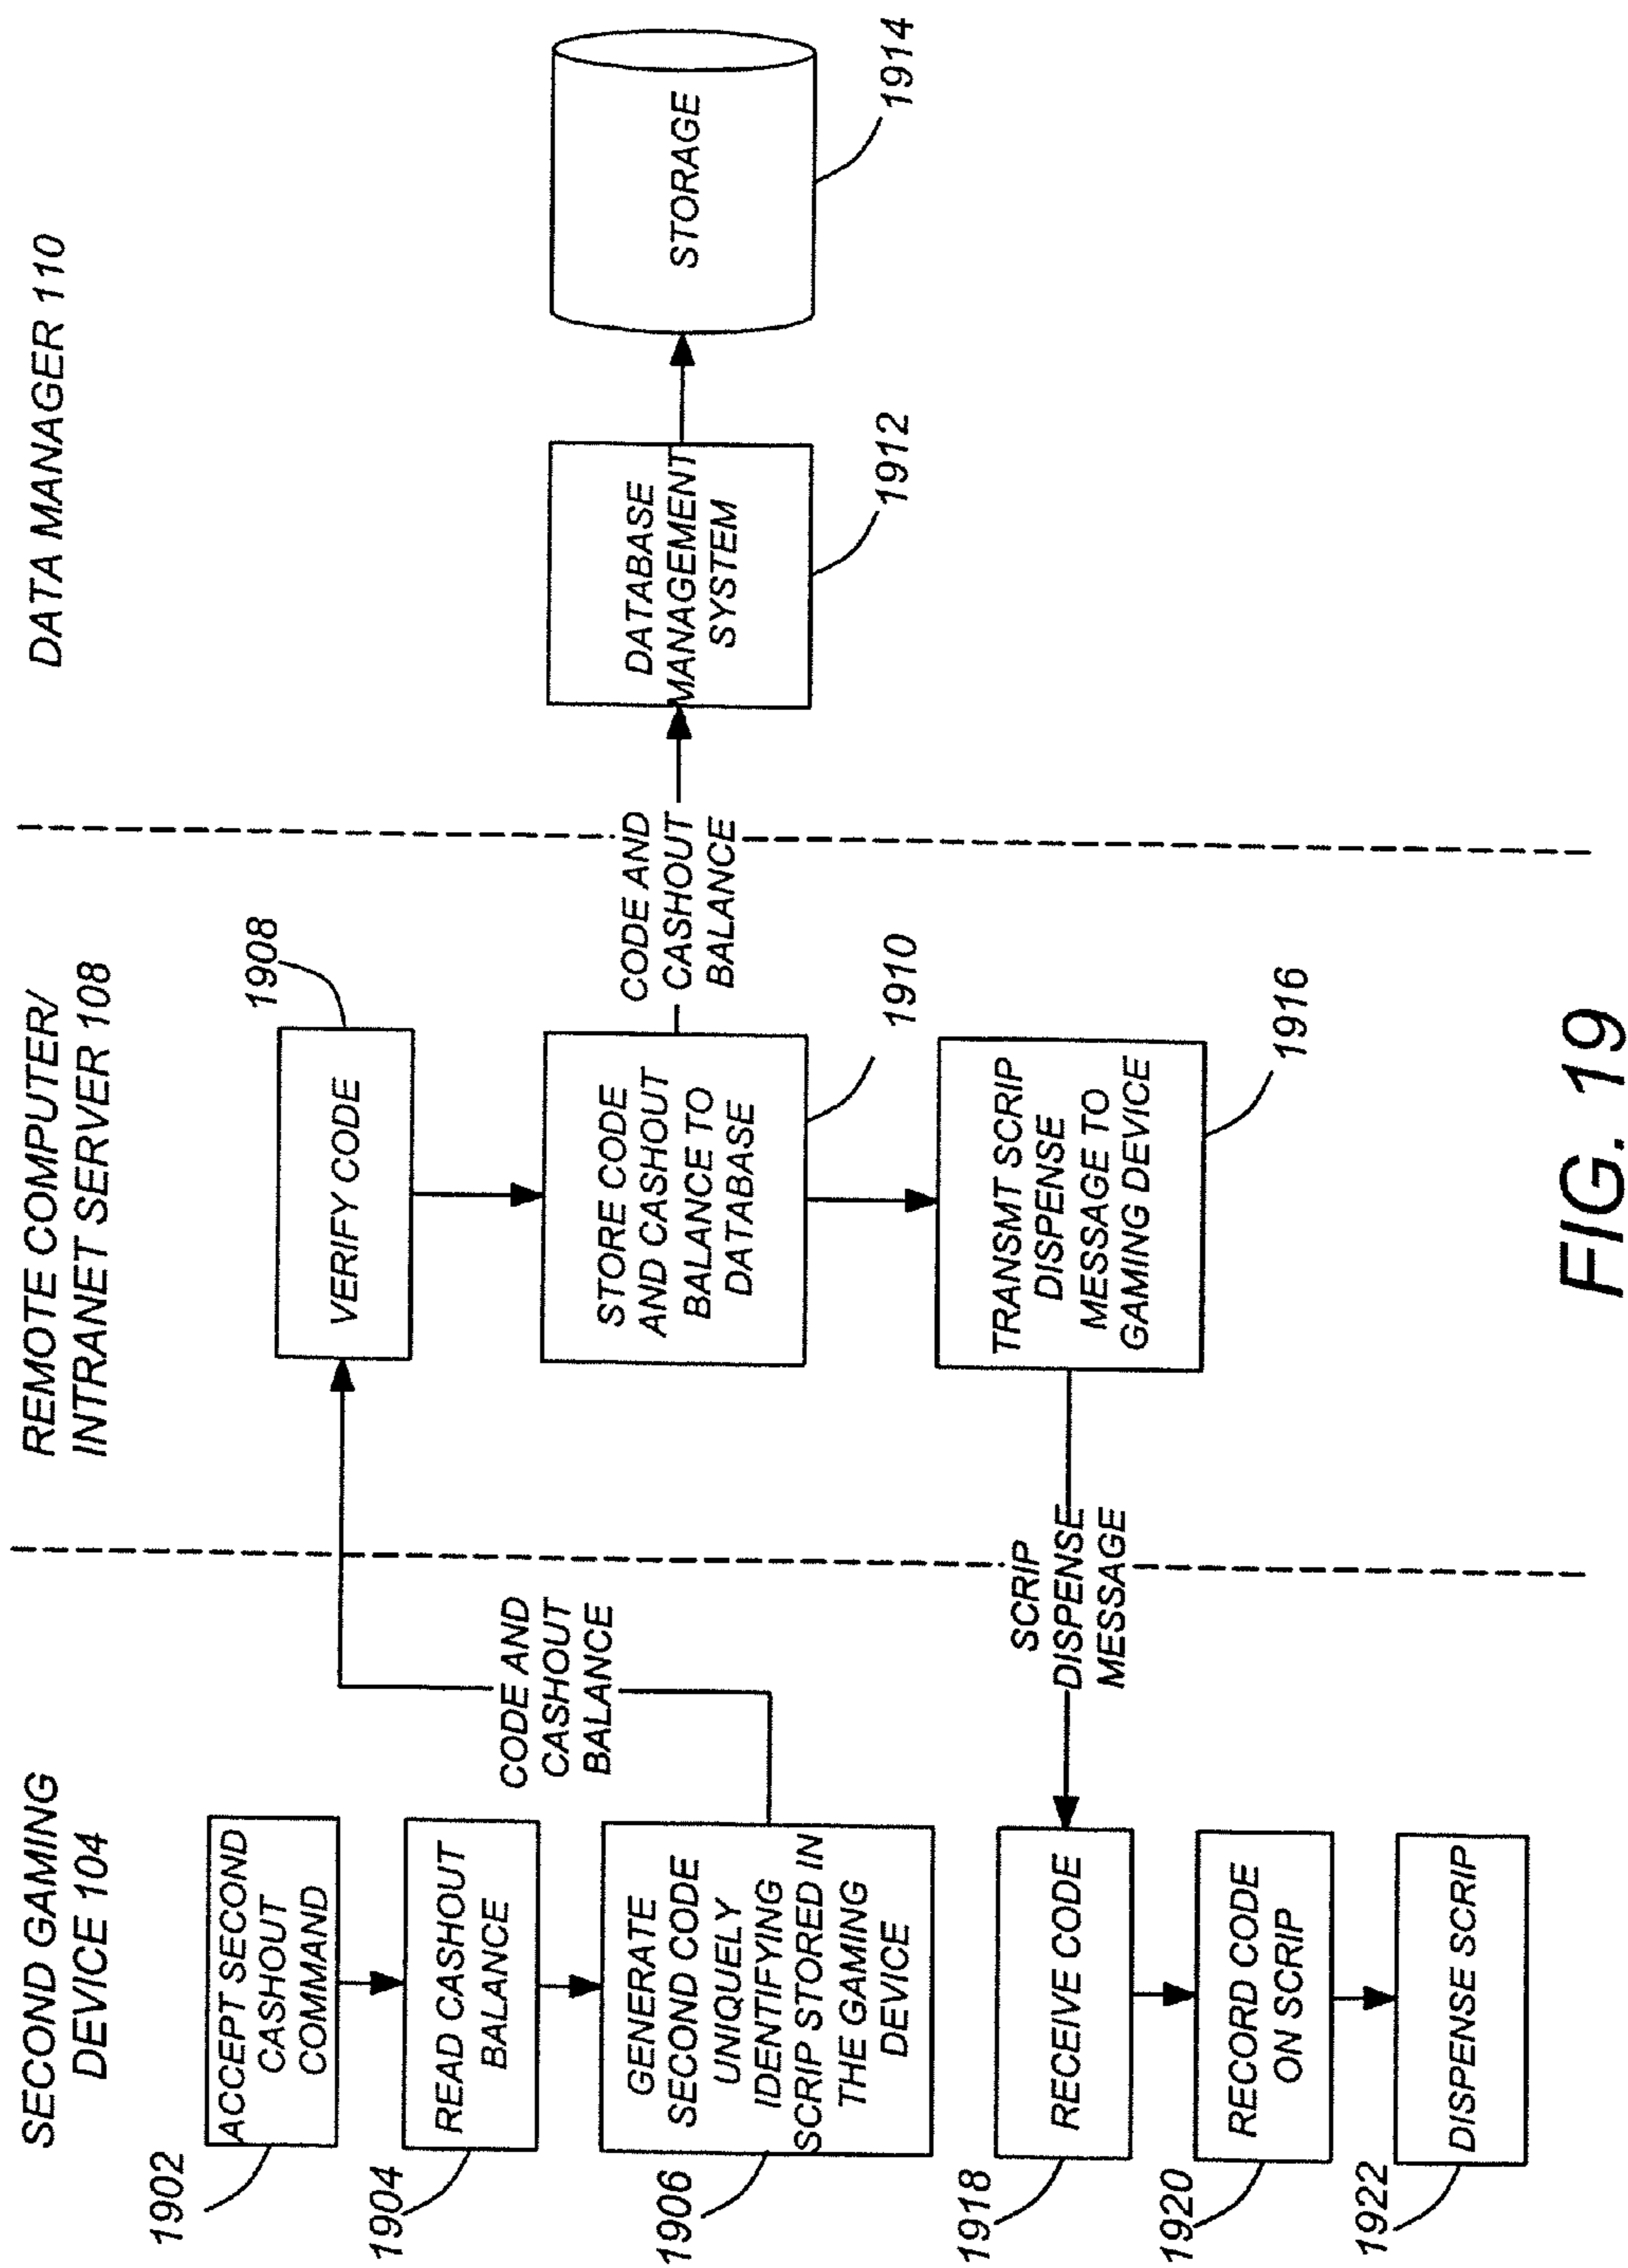 SECOND GAMING
DEVICE 104
REMOTE COMPUTER/
INTRANET SERVER 108
DATA MANAGER 110
1902
ACCEPT SECOND
CASHOUT
COMMAND
1904
READ CASHOUT
BALANCE
1906
GENERATE
SECOND CODE
UNIQUELY
IDENTIFYING
SCRIP STORED IN
THE GAMING
DEVICE
CODE AND
CASHOUT
BALANCE
1908
VERIFY CODE
STORE CODE
AND CASHOUT
BALANCE TO
DATABASE
1910
CODE AND
CASHOUT
BALANCE
DATABASE
MANAGEMENT
SYSTEM
1912
STORAGE
1914
TRANSMT SCRIP
DISPENSE
MESSAGE TO
GAMING DEVICE
1916
SCRIP
DISPENSE
MESSAGE
1918
RECEIVE CODE
1920
RECORD CODE
ON SCRIP
1922
DISPENSE SCRIP
FIG. 19